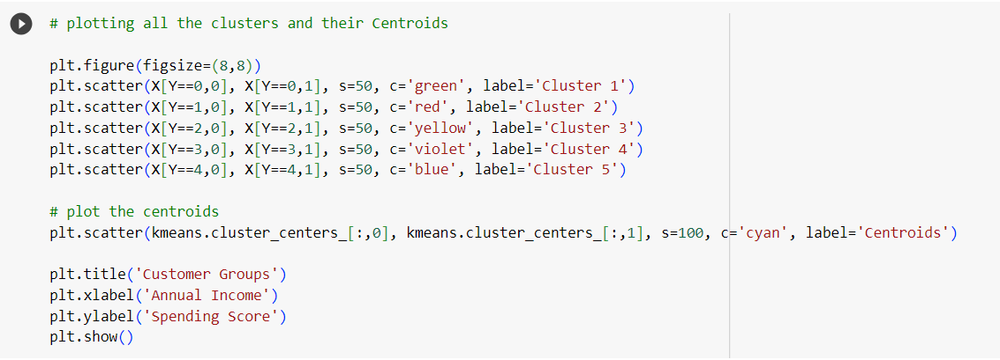 # plotting all the clusters and their Centroids
plt.figure(figsize=(8,8))
plt.scatter(X[Y==0,0], X[Y==0,1], s=50, c='green', label='Cluster 1')
plt.scatter(X[Y==1,0], X[Y==1,1], s=50, c='red', label='Cluster 2')
plt.scatter(X[Y==2,0], X[Y==2,1], s=50, c='yellow', label='Cluster 3')
plt.scatter(X[Y==3,0], X[Y==3,1], s=50, c='violet', label='Cluster 4')
plt.scatter(X[Y==4,0], X[Y==4,1], s=50, c='blue', label='Cluster 5')
# plot the centroids
plt.scatter(kmeans.cluster_centers_[:,0], kmeans.cluster_centers_[:,1], s=100, c='cyan', label='Centroids')
plt.title('Customer Groups')
plt.xlabel('Annual Income')
plt.ylabel('Spending Score')
plt.show()